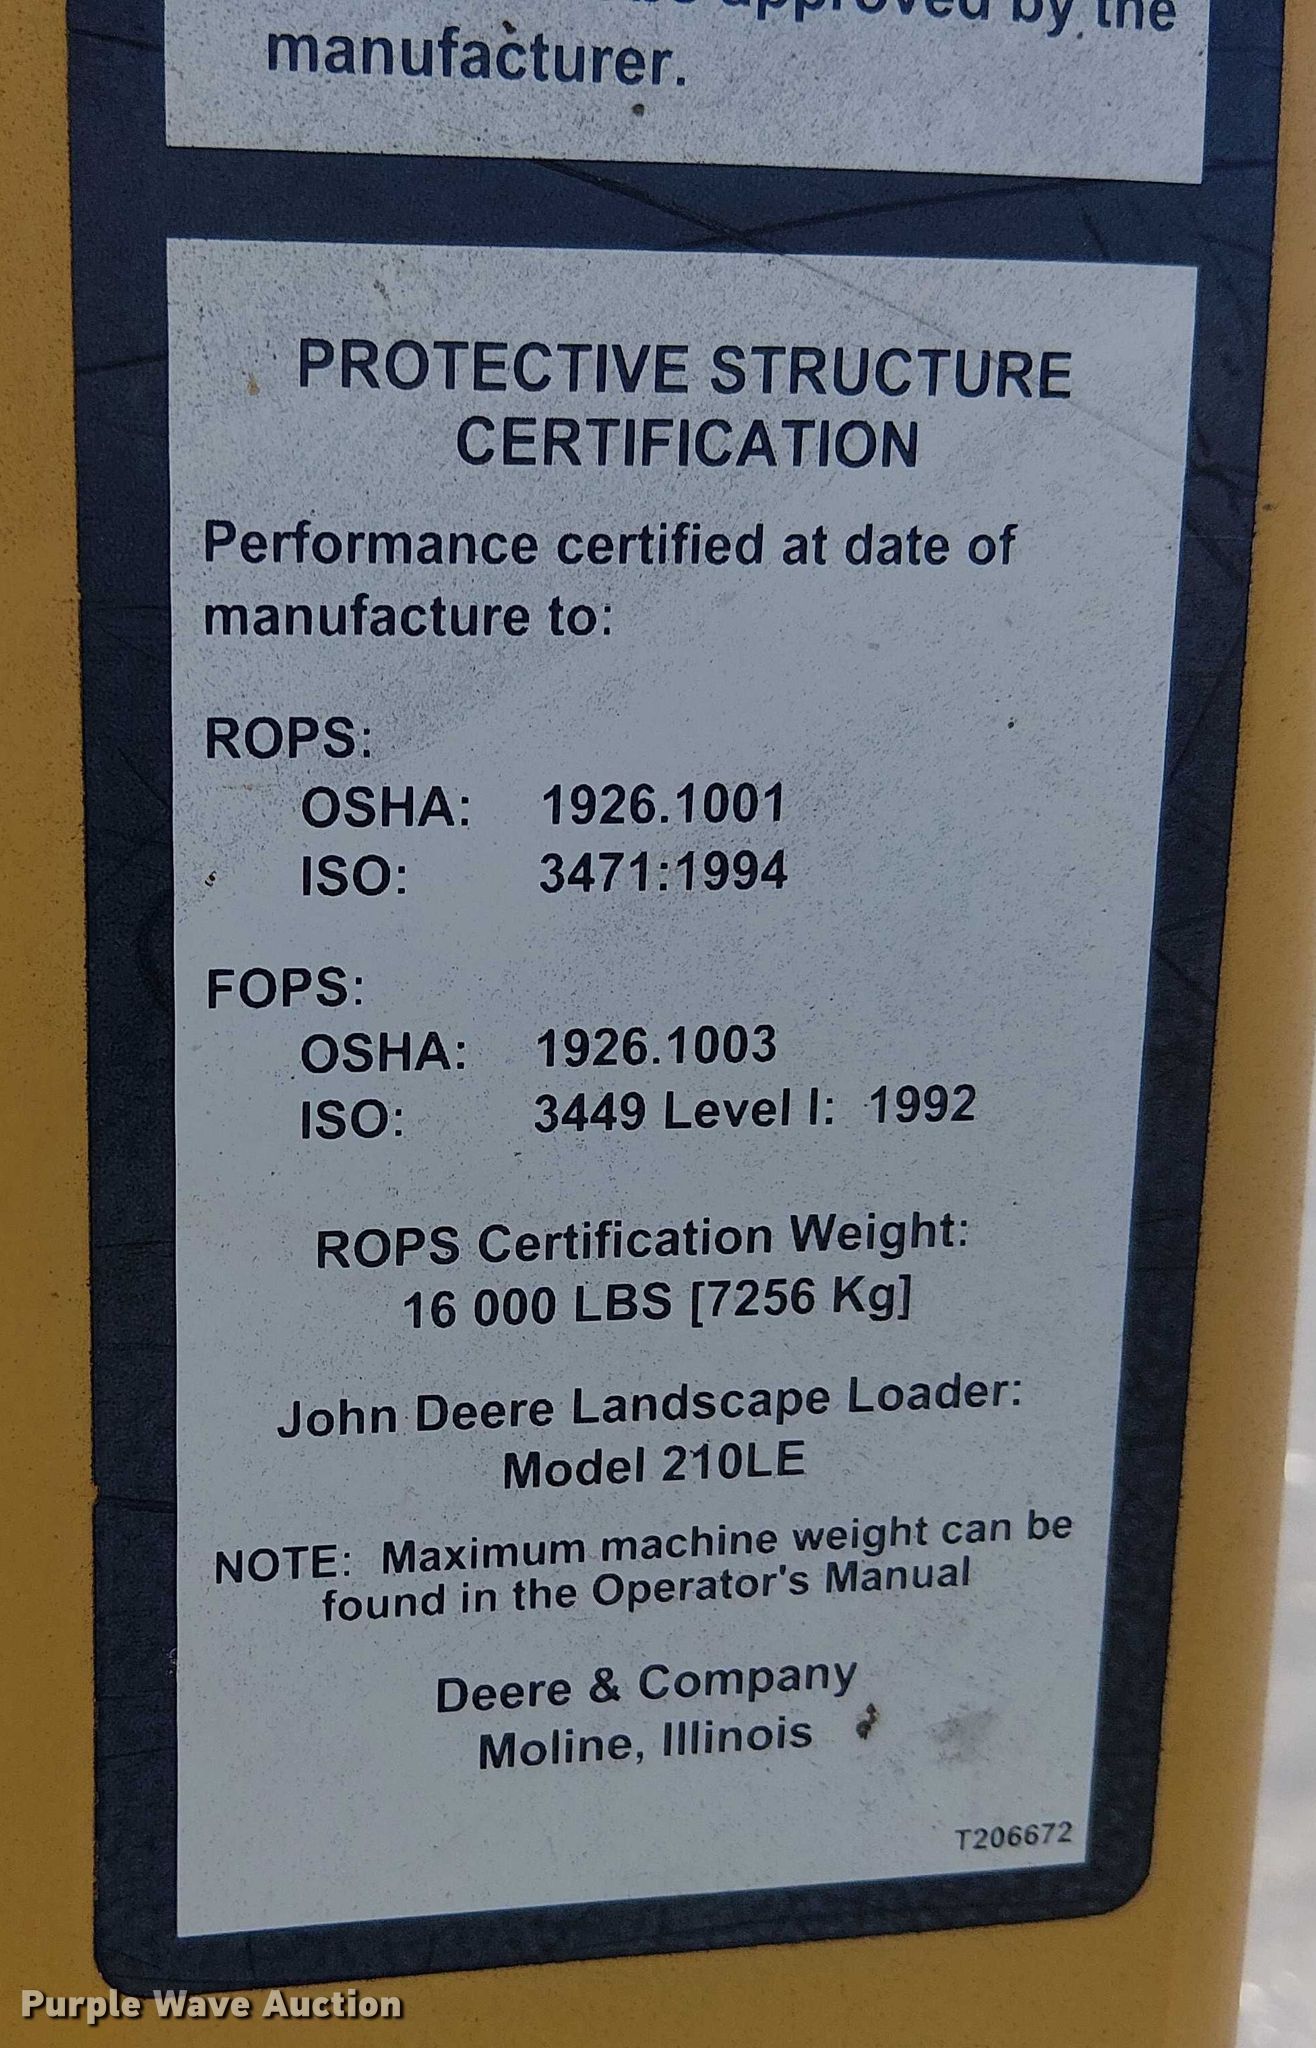 approved by the
manufacturer.
PROTECTIVE STRUCTURE
CERTIFICATION
Performance certified at date of
manufacture to:
ROPS:
OSHA: 1926.1001
ISO: 3471:1994
FOPS:
OSHA: 1926.1003
ISO: 3449 Level I: 1992
ROPS Certification Weight:
16 000 LBS [7256 Kg]
John Deere Landscape Loader:
Model 210LE
NOTE: Maximum machine weight can be
found in the Operator's Manual
Deere & Company
Moline, Illinois
T206672
Purple Wave Auction